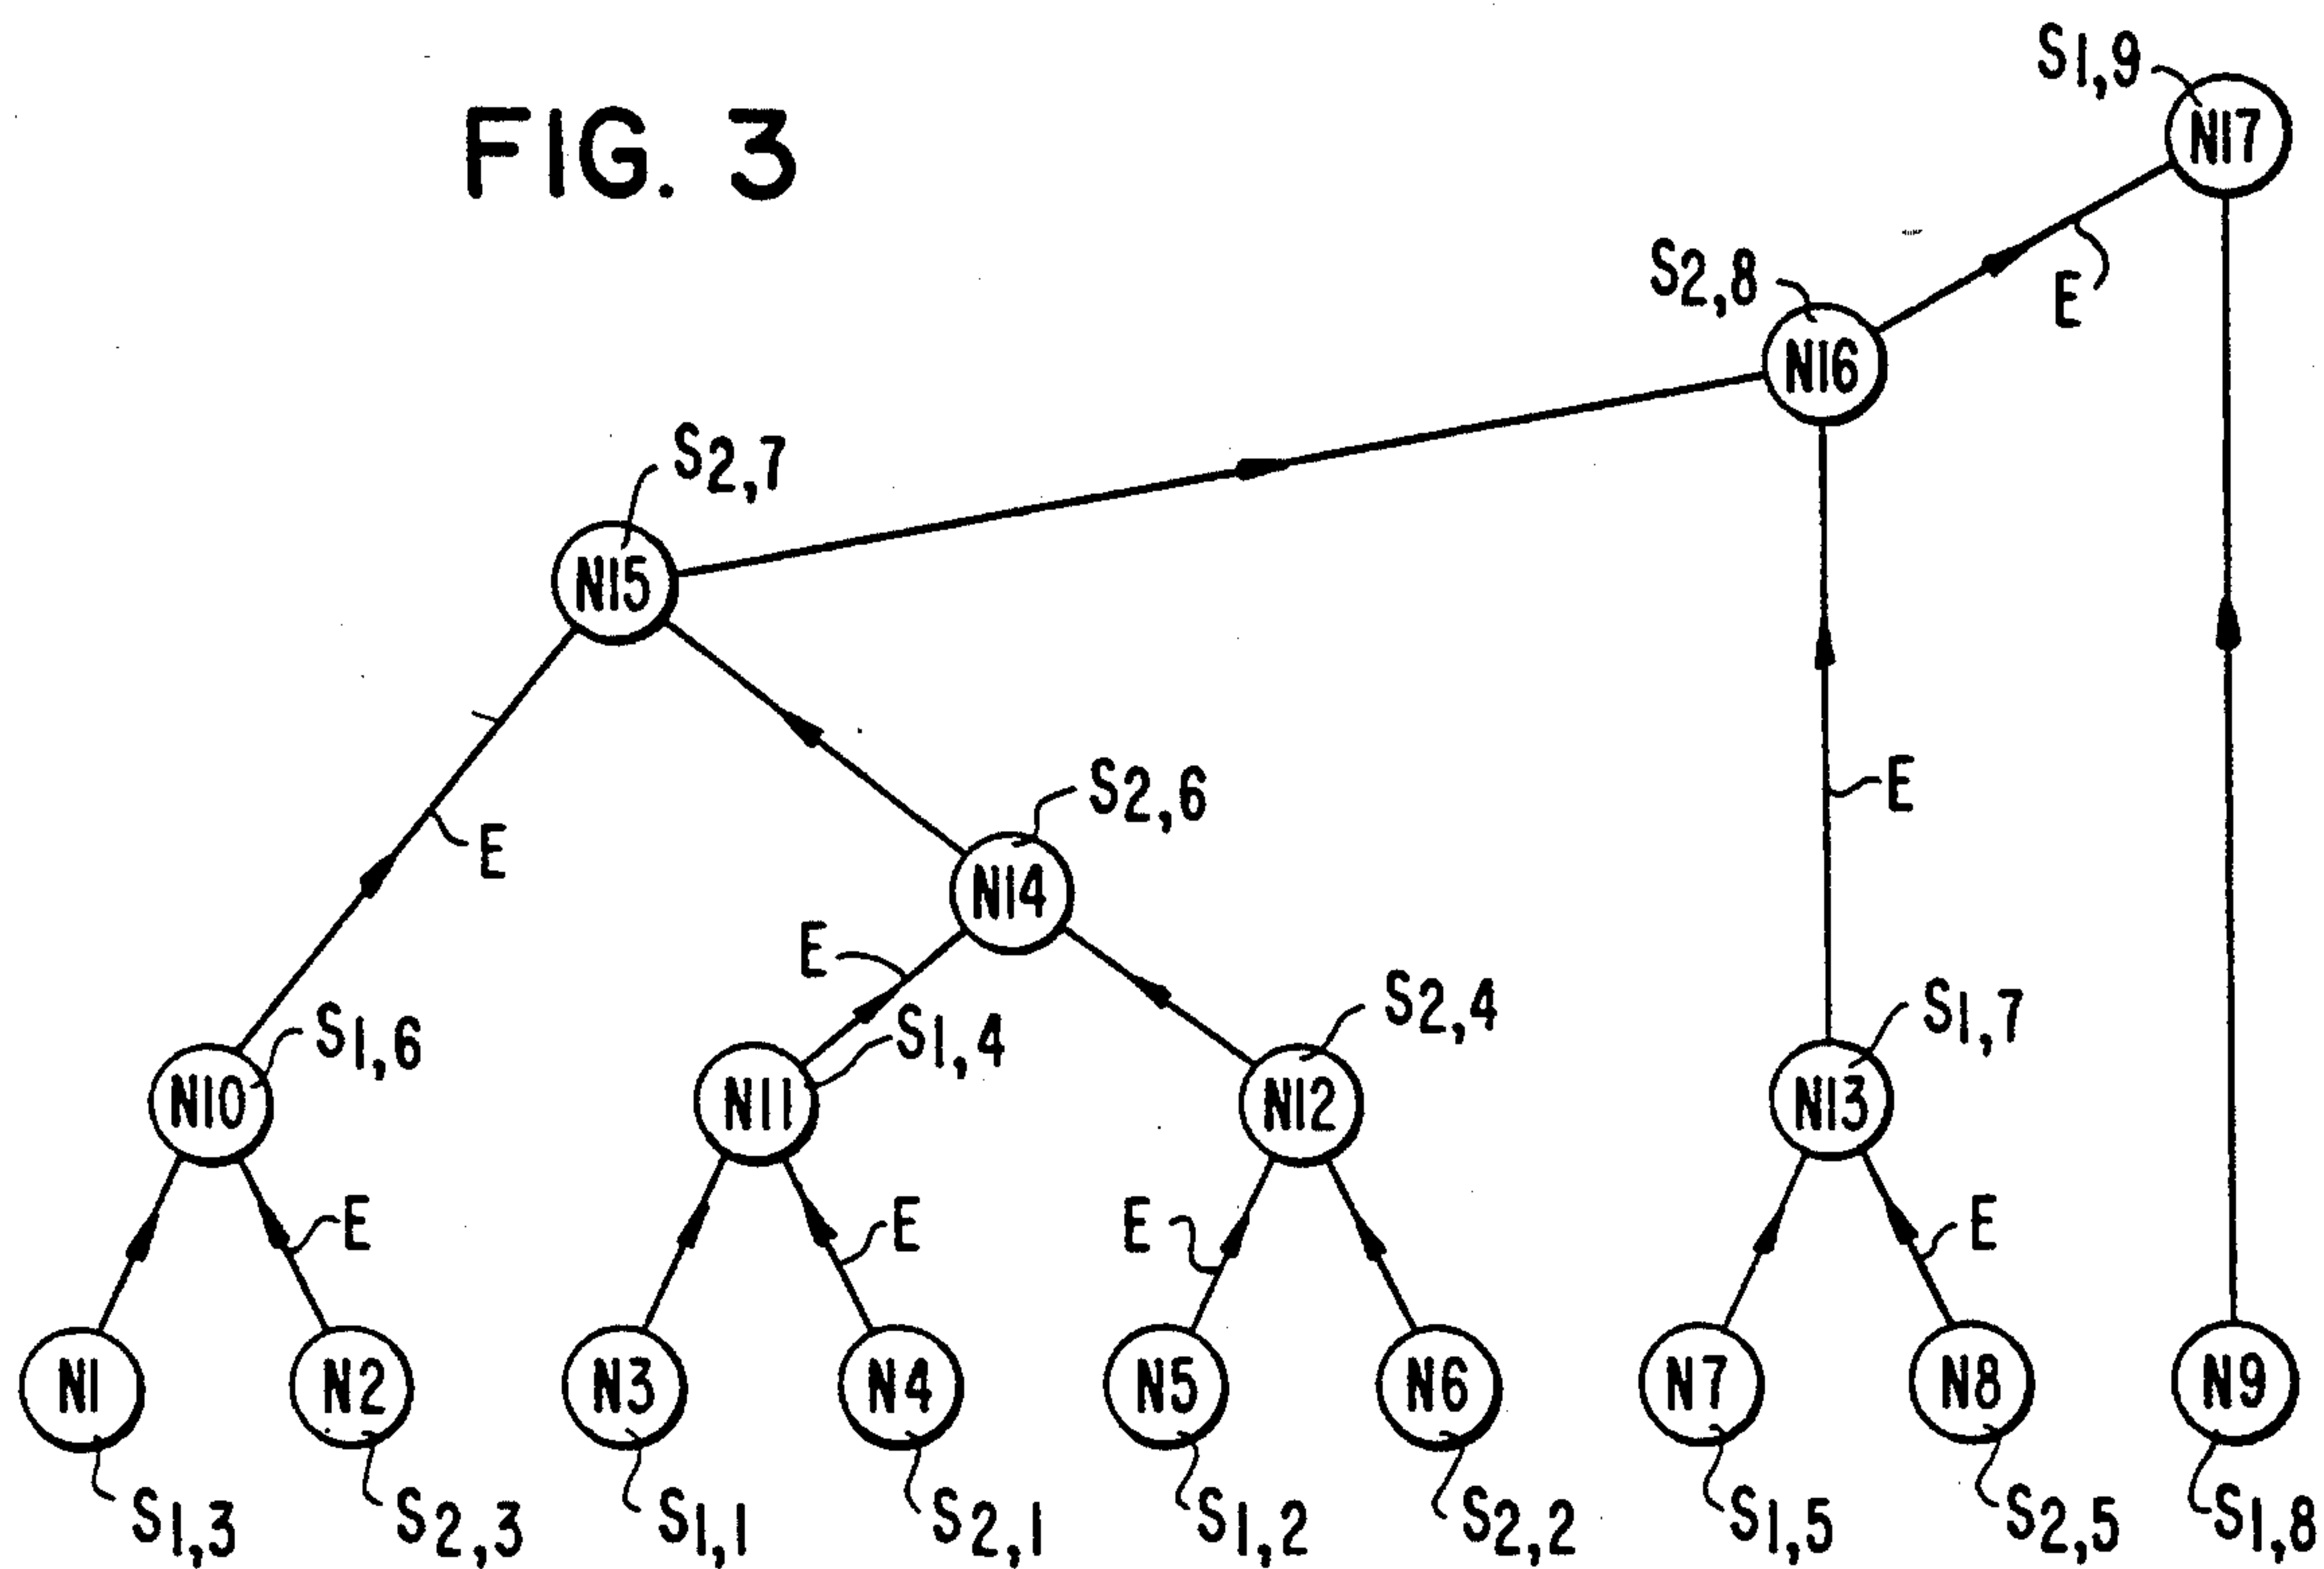 FIG. 3
S1,9
N17
S2,8
E
N16
S2,7
N15
S2,6
E
E
N14
E
S2,4
S1,7
S1,6
S1,4
N10
N11
N12
N13
E
E
E
E
N1
N2
N3
N4
N5
N6
N7
N8
N9
S1,3
S2,3
S1,1
S2,1
S1,2
S2,2
S1,5
S2,5
S1,8